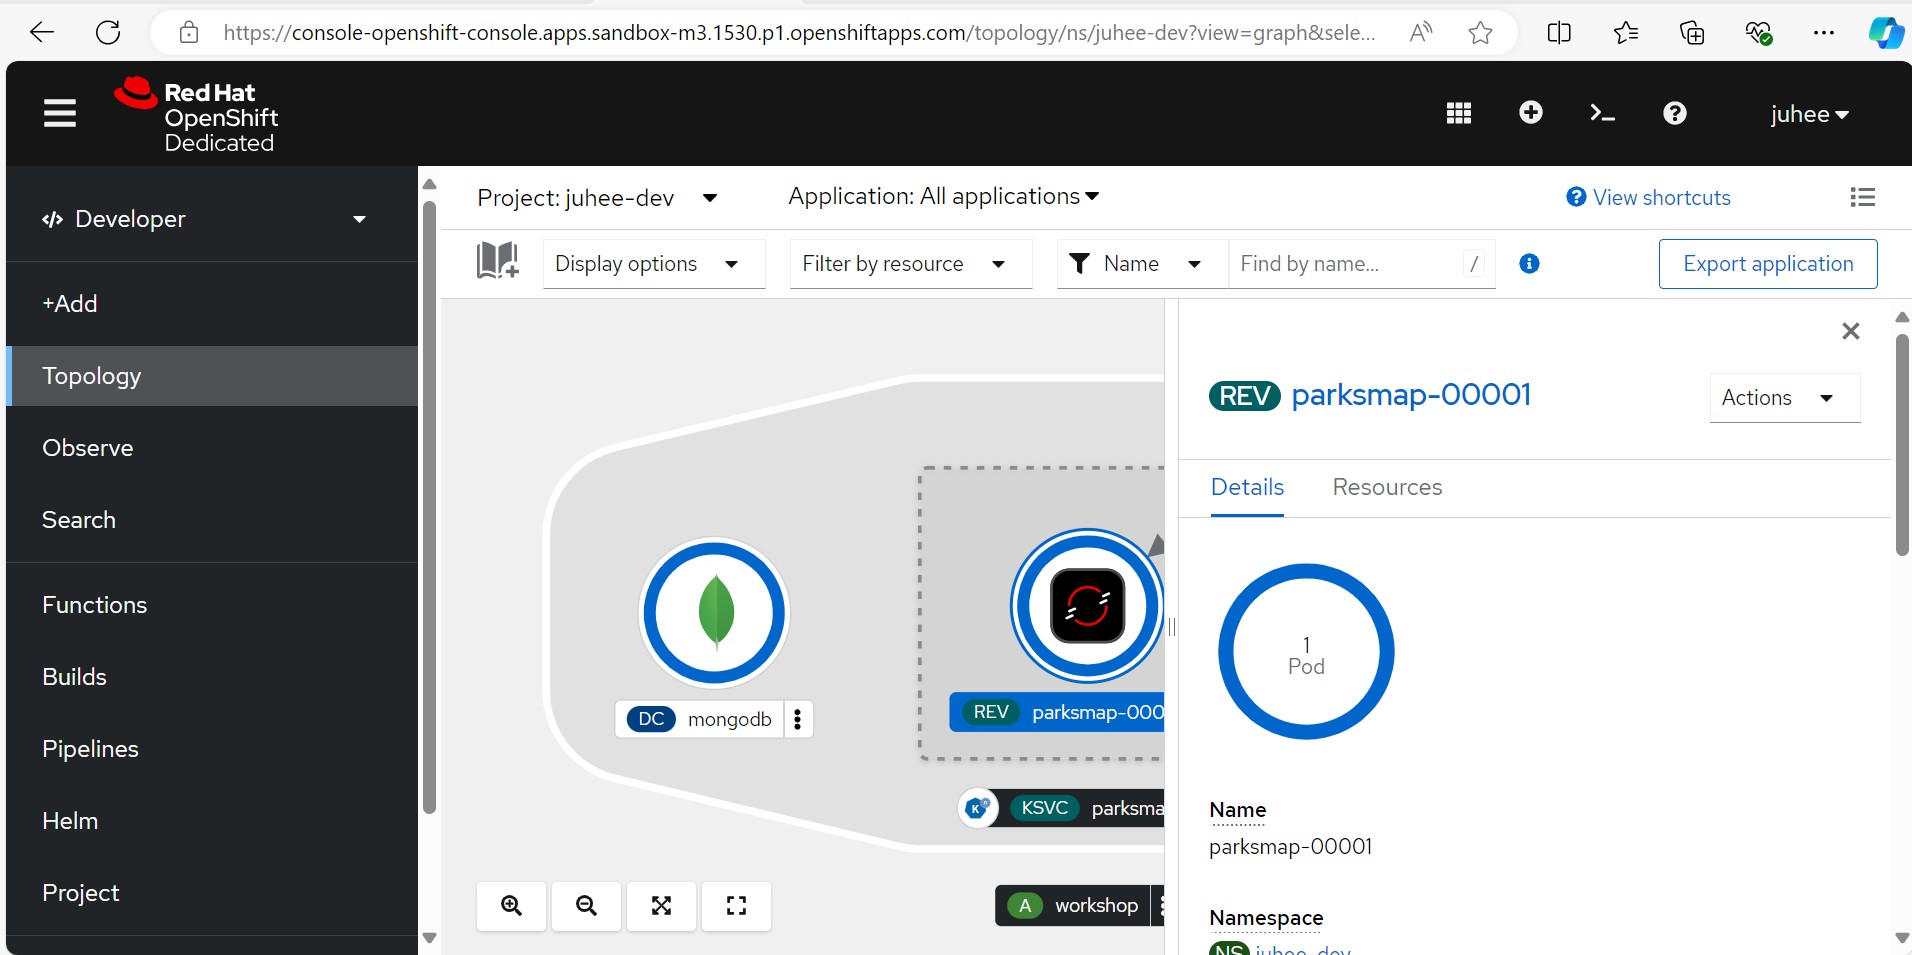 https://console-openshift-console.apps.sandbox-m3.1530.p1.openshiftapps.com/topology/ns/juhee-dev?view=graph&sele...
Red Hat
OpenShift
Dedicated
juhee
Developer
+Add
Topology
Observe
Search
Functions
Builds
Pipelines
Helm
Project
Project: juhee-dev
Application: All applications
View shortcuts
Display options
Filter by resource
Name
Find by name...
/
Export application
DC mongodb
REV parksmap-000
KSVC parksma
A workshop
REV parksmap-00001
Actions
Details
Resources
1
Pod
Name
parksmap-00001
Namespace
NS juhee-dev